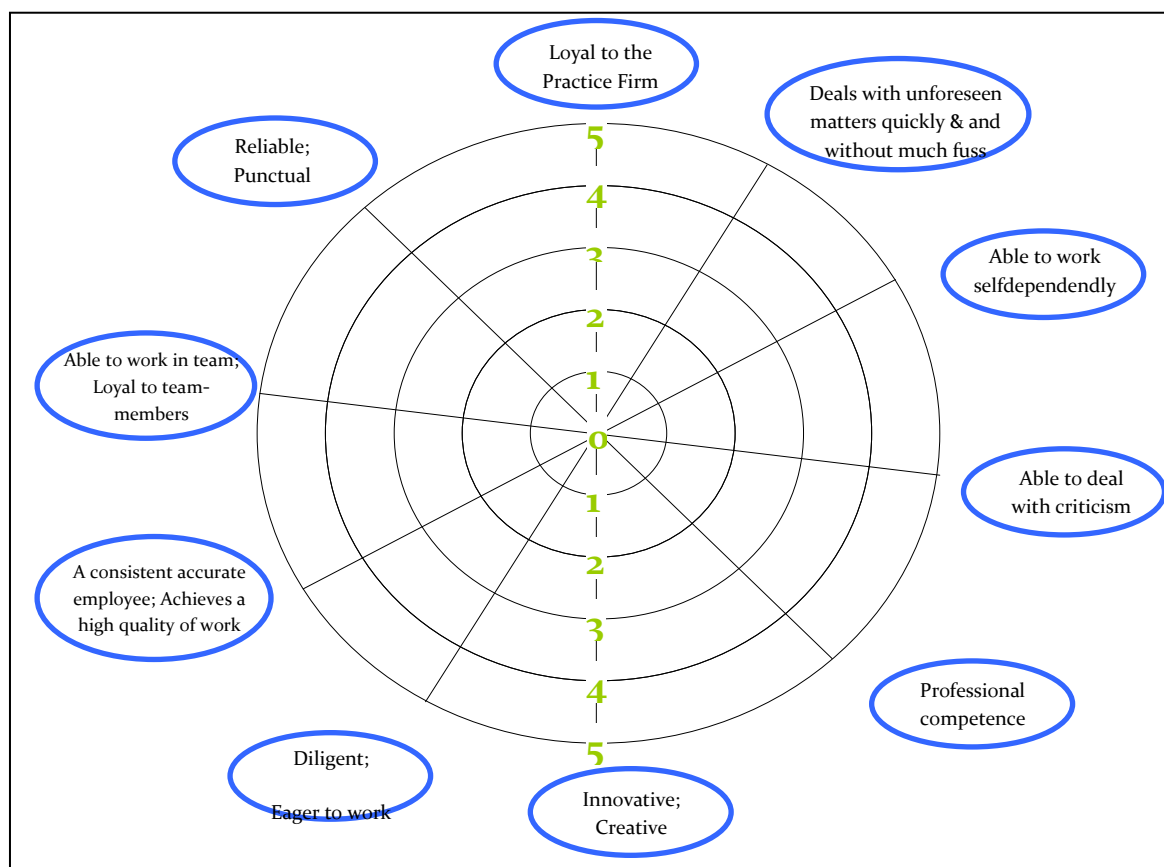 Loyal to the
Practice Firm
Deals with unforeseen
matters quickly & and
without much fuss
Reliable;
Punctual
5
4
3
2
1
0
1
2
3
4
5
Able to work
selfdependendly
Able to work in team;
Loyal to team-
members
Able to deal
with criticism
A consistent accurate
employee; Achieves a
high quality of work
Professional
competence
Diligent;
Eager to work
Innovative;
Creative